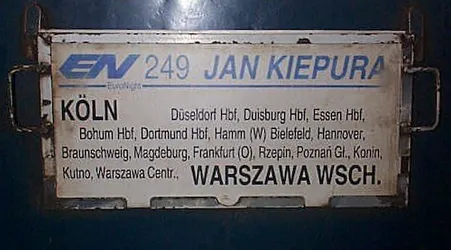 EN 249 JAN KIEPURA
EuroNight
KÖLN Düseldorf Hbf, Duisburg Hbf, Essen Hbf,
Bohum Hbf, Dortmund Hbf, Hamm (W) Bielefeld, Hannover,
Braunschweig, Magdeburg, Frankfurt (O), Rzepin, Poznań Gł., Konin,
Kutno, Warszawa Centr., WARSZAWA WSCH.